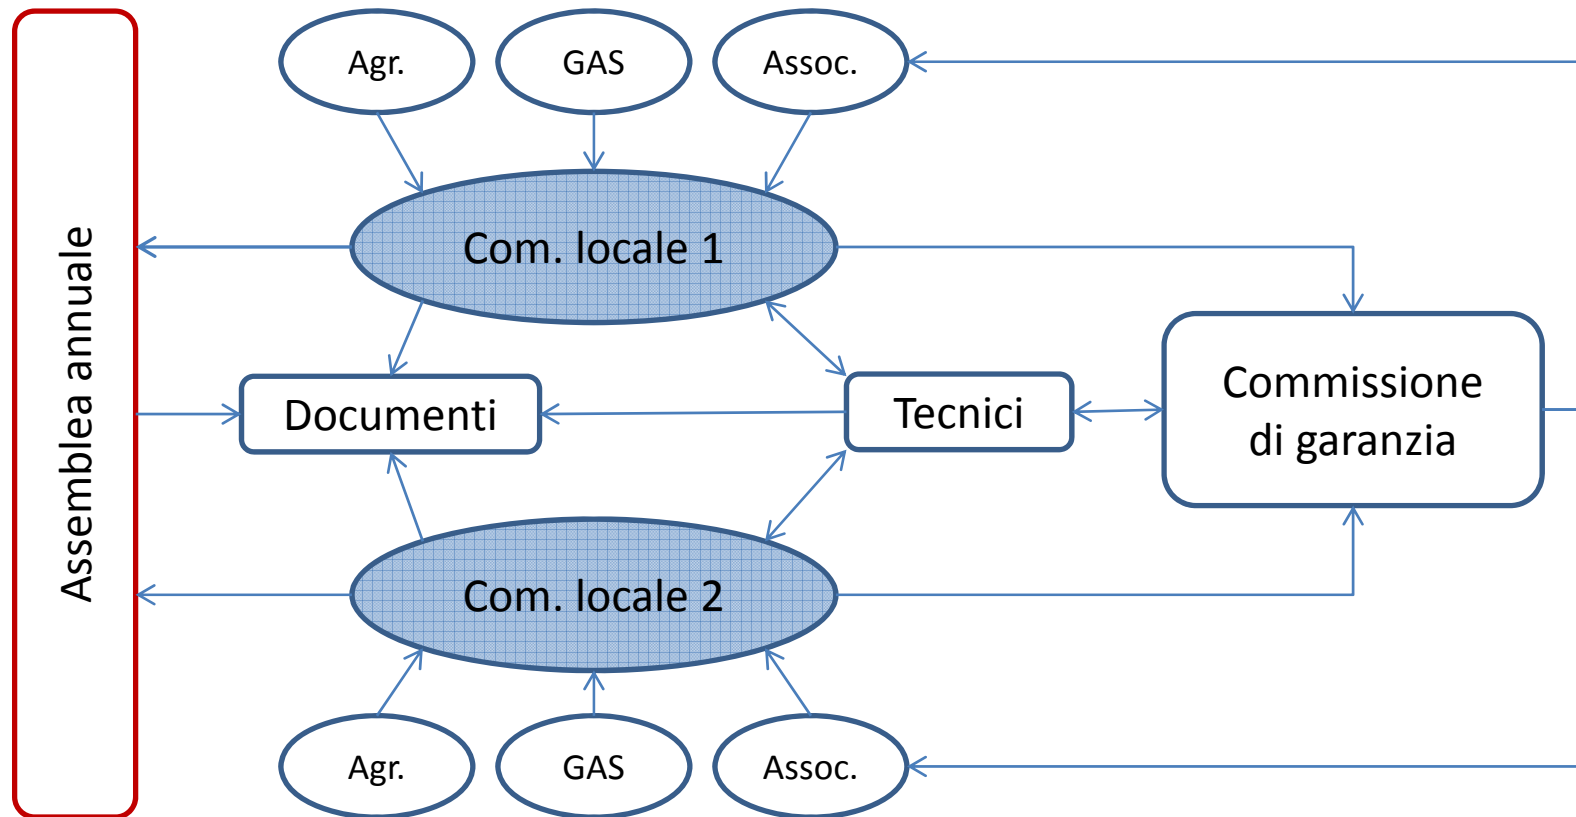 Agr.
GAS
Assoc.
Assemblea annuale
Com. locale 1
Documenti
Tecnici
Commissione
di garanzia
Com. locale 2
Agr.
GAS
Assoc.